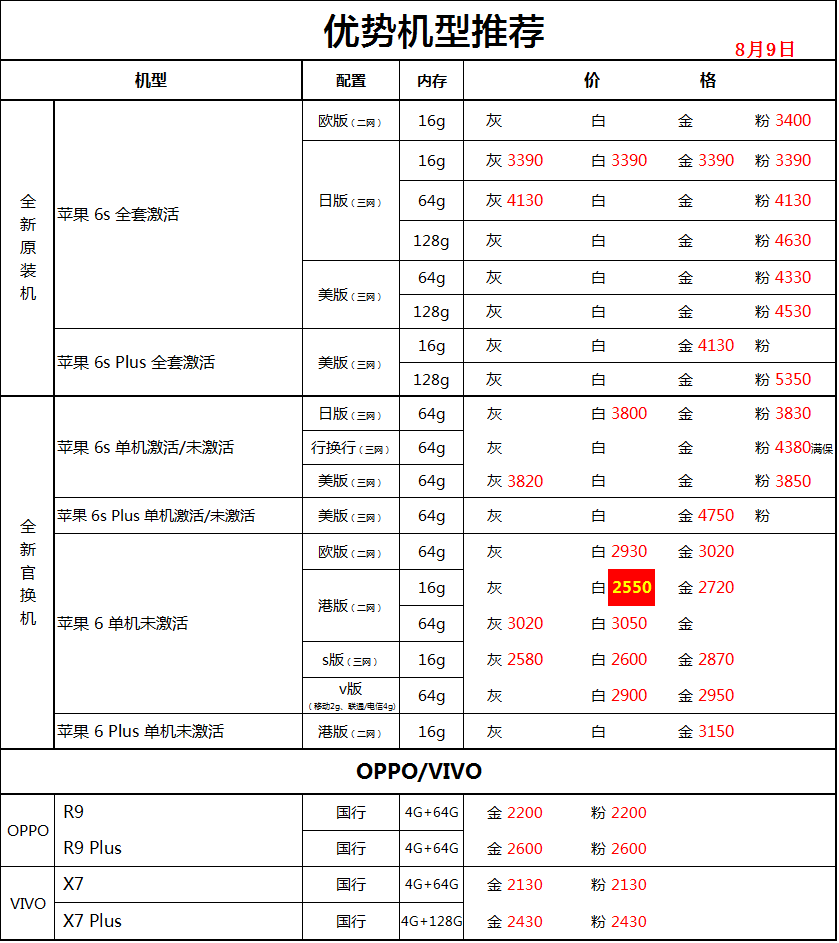 优势机型推荐
8月9日
机型 配置 内存 价 格
全新原装机
苹果 6s 全套激活
欧版（二网） 16g 灰 白 金 粉 3400
日版（三网） 16g 灰 3390 白 3390 金 3390 粉 3390
64g 灰 4130 白 金 粉 4130
128g 灰 白 金 粉 4630
美版（三网） 64g 灰 白 金 粉 4330
128g 灰 白 金 粉 4530
苹果 6s Plus 全套激活 美版（三网） 16g 灰 白 金 4130 粉
128g 灰 白 金 粉 5350
全新官换机
苹果 6s 单机激活/未激活
日版（三网） 64g 灰 白 3800 金 粉 3830
行换行（三网） 64g 灰 白 金 粉 4380满保
美版（三网） 64g 灰 3820 白 金 粉 3850
苹果 6s Plus 单机激活/未激活 美版（三网） 64g 灰 白 金 4750 粉
苹果 6 单机未激活
欧版（二网） 64g 灰 白 2930 金 3020
港版（二网） 16g 灰 白 2550 金 2720
64g 灰 3020 白 3050 金
s版（三网） 16g 灰 2580 白 2600 金 2870
v版（移动2g、联通/电信4g） 64g 灰 白 2900 金 2950
苹果 6 Plus 单机未激活 港版（二网） 16g 灰 白 金 3150
OPPO/VIVO
OPPO
R9 国行 4G+64G 金 2200 粉 2200
R9 Plus 国行 4G+64G 金 2600 粉 2600
VIVO
X7 国行 4G+64G 金 2130 粉 2130
X7 Plus 国行 4G+128G 金 2430 粉 2430